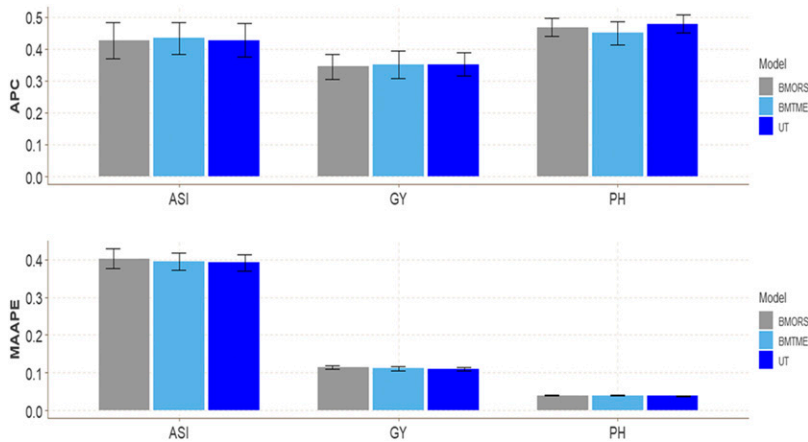 APC
0.5
0.4
0.3
0.2
0.1
0.0
ASI GY PH
Model
BMORS
BMTME
UT
MAAPE
0.4
0.3
0.2
0.1
0.0
ASI GY PH
Model
BMORS
BMTME
UT